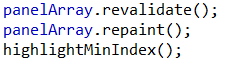 panelArray.revalidate();
panelArray.repaint();
highlightMinIndex();